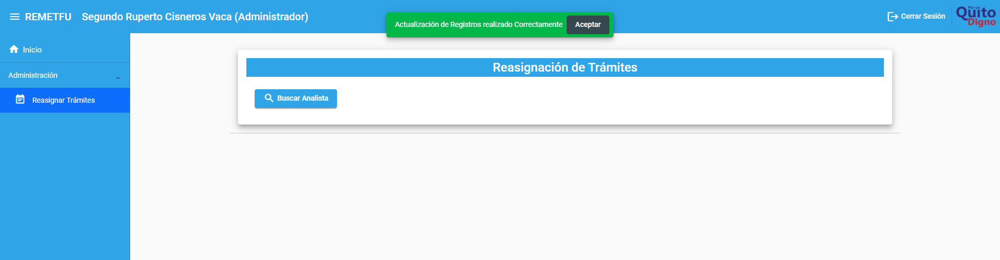 REMETFU Segundo Ruperto Cisneros Vaca (Administrador)
Actualización de Registros realizado Correctamente Aceptar
Cerrar Sesión
Por un
Quito
Digno
Inicio
Administración
Reasignar Trámites
Reasignación de Trámites
Buscar Analista